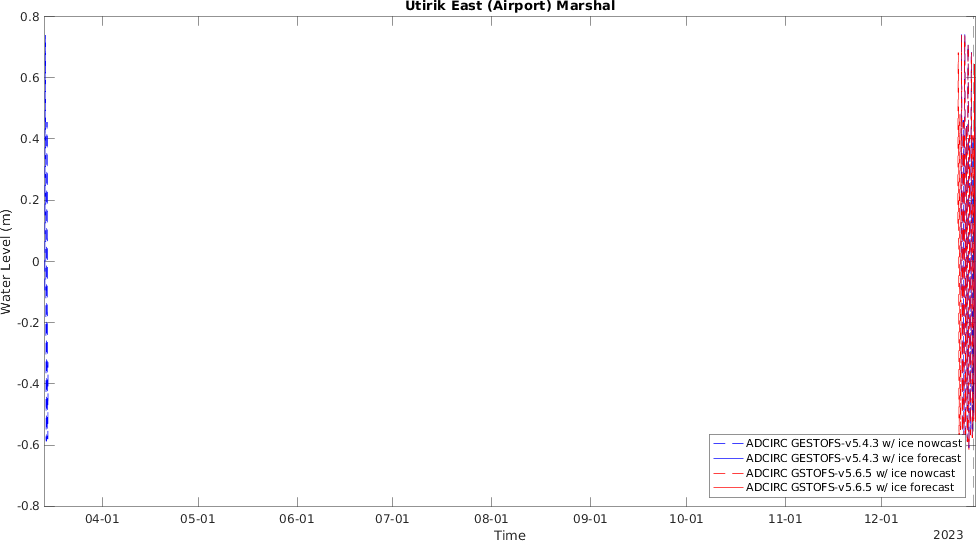 Utirik East (Airport) Marshal
Water Level (m)
0.8
0.6
0.4
0.2
0
-0.2
-0.4
-0.6
-0.8
ADCIRC GESTOFS-v5.4.3 w/ ice nowcast
ADCIRC GESTOFS-v5.4.3 w/ ice forecast
ADCIRC GSTOFS-v5.6.5 w/ ice nowcast
ADCIRC GSTOFS-v5.6.5 w/ ice forecast
04-01 05-01 06-01 07-01 08-01 09-01 10-01 11-01 12-01
Time
2023